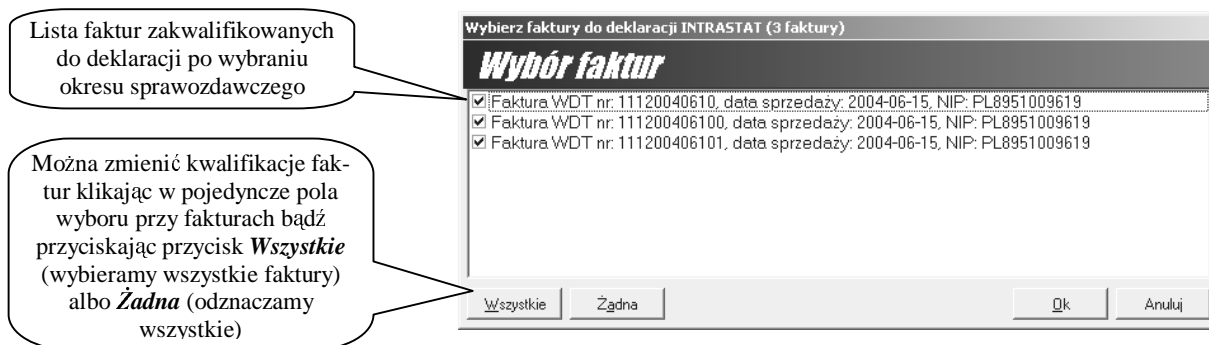 Lista faktur zakwalifikowanych
do deklaracji po wybraniu
okresu sprawozdawczego
Można zmienić kwalifikacje fak-
tur klikając w pojedyncze pola
wyboru przy fakturach bądź
przyciskając przycisk Wszystkie
(wybieramy wszystkie faktury)
albo Żadna (odznaczamy
wszystkie)
Wybierz faktury do deklaracji INTRASTAT (3 faktury)
Wybór faktur
Faktura WDT nr: 11120040610, data sprzedaży: 2004-06-15, NIP: PL8951009619
Faktura WDT nr: 111200406100, data sprzedaży: 2004-06-15, NIP: PL8951009619
Faktura WDT nr: 111200406101, data sprzedaży: 2004-06-15, NIP: PL8951009619
Wszystkie Żadna Ok Anuluj